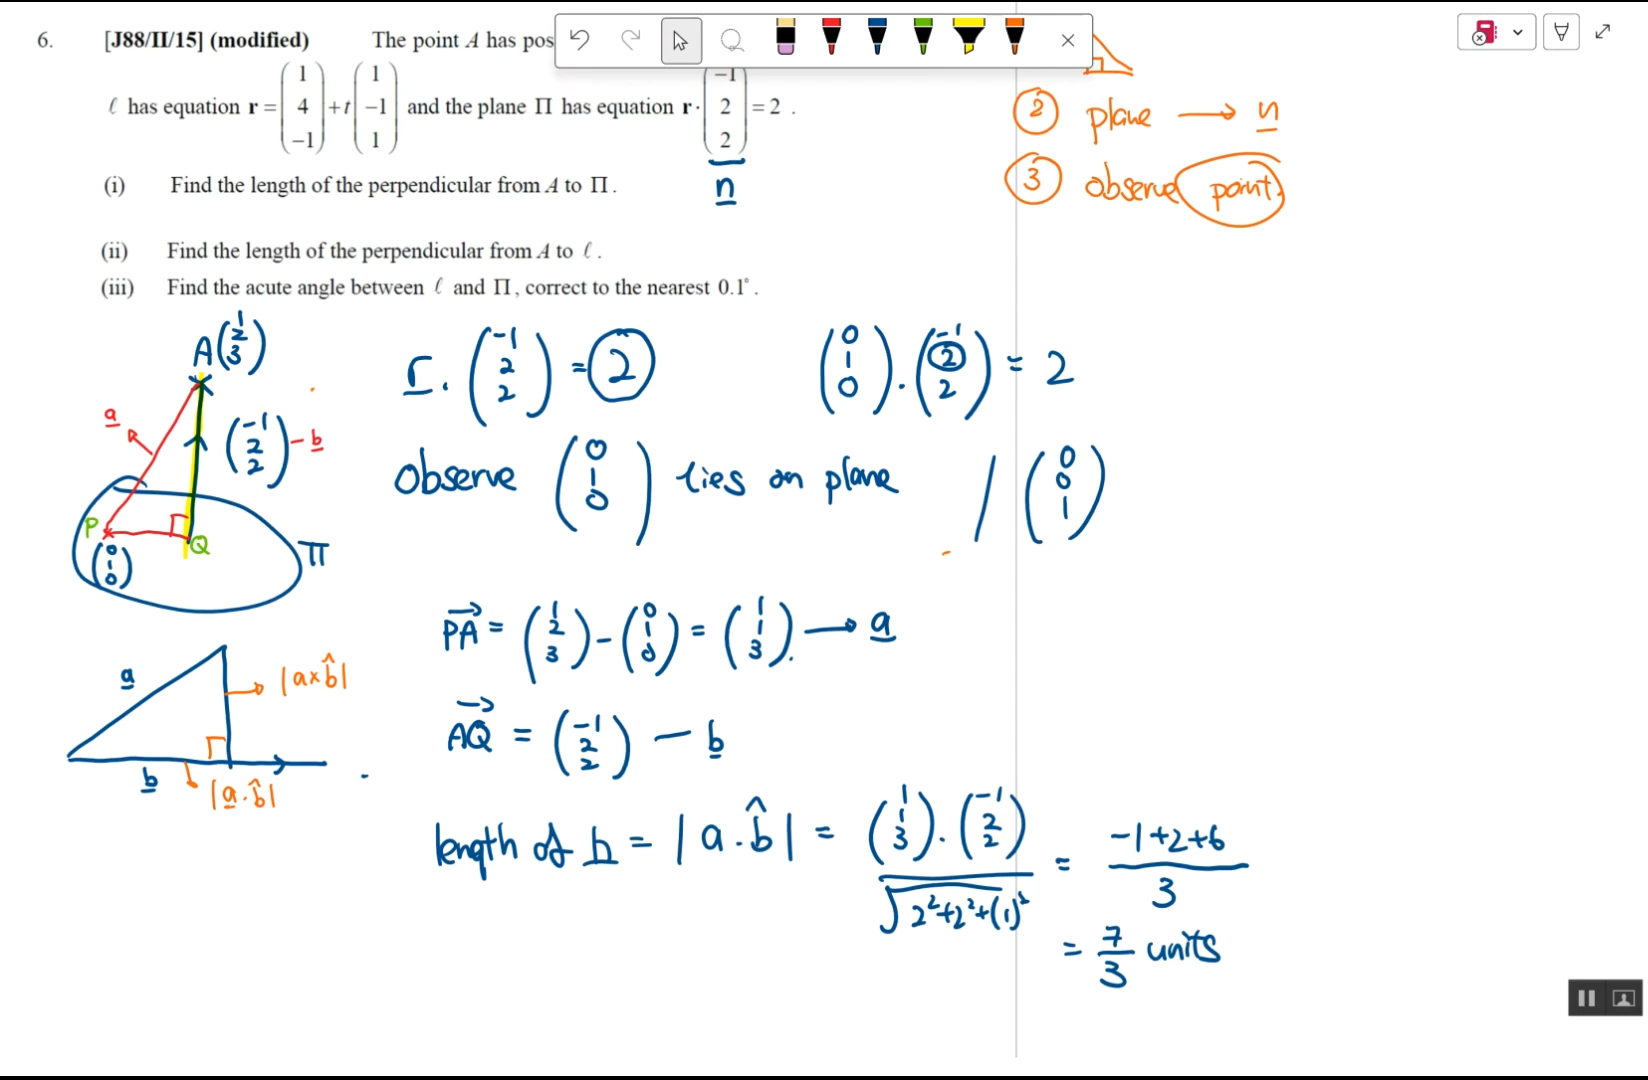 6. [J88/II/15] (modified) The point A has pos
ℓ has equation r = (1 4 −1) + t (1 −1 1) and the plane Π has equation r · (−1 2 2) = 2 .
n
(i) Find the length of the perpendicular from A to Π .
(ii) Find the length of the perpendicular from A to ℓ .
(iii) Find the acute angle between ℓ and Π , correct to the nearest 0.1° .
② plane → n
③ observe point.
A (1 2 3)
a
(−1 2 2) − b
P
(0 1 0)
Q
Π
r . (−1 2 2) = 2
(0 1 0) . (−1 2 2) = 2
observe (0 1 0) lies on plane / (0 0 1)
PA = (1 2 3) − (0 1 0) = (1 1 3) . → a
AQ = (−1 2 2) − b
a
|a×b̂|
b
|a.b̂|
length of h = |a.b̂| = (1 1 3) . (−1 2 2) / √2²+2²+(1)² = −1+2+6 / 3
= 7/3 units